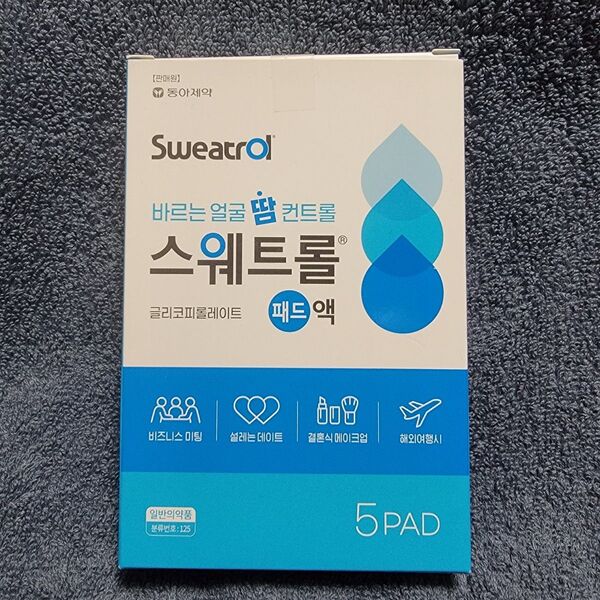 [판매원]
동아제약
Sweatrol®
바르는 얼굴 땀 컨트롤
스웨트롤®
글리코피롤레이트 패드 액
비즈니스 미팅
설레는 데이트
결혼식 메이크업
해외여행시
일반의약품
분류번호 : 125
5 PAD